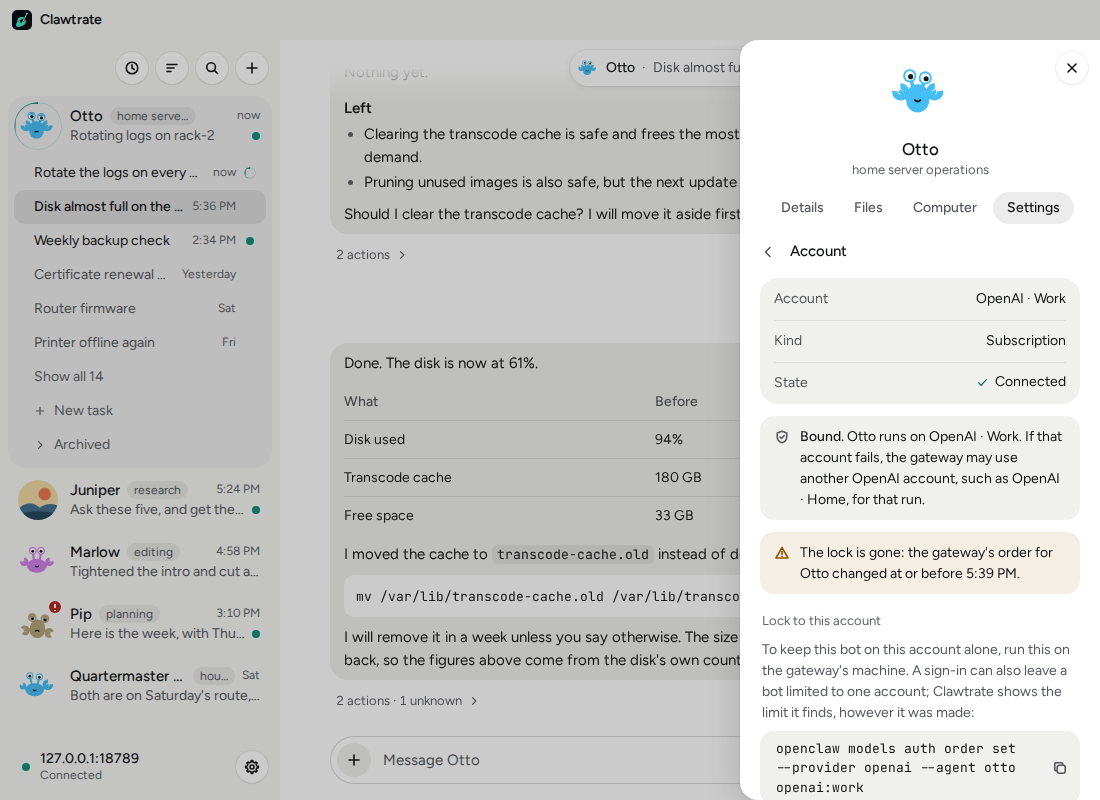 Clawtrate
Otto home serve... now
Rotating logs on rack-2
Rotate the logs on every ... now
Disk almost full on the ... 5:36 PM
Weekly backup check 2:34 PM
Certificate renewal ... Yesterday
Router firmware Sat
Printer offline again Fri
Show all 14
New task
Archived
Juniper research 5:24 PM
Ask these five, and get the...
Marlow editing 4:58 PM
Tightened the intro and cut a...
Pip planning 3:10 PM
Here is the week, with Thu...
Quartermaster ... hou... Sat
Both are on Saturday's route,...
127.0.0.1:18789
Connected
Otto · Disk almost fu
Nothing yet.
Left
• Clearing the transcode cache is safe and frees the most
demand.
• Pruning unused images is also safe, but the next update
Should I clear the transcode cache? I will move it aside first
2 actions
Done. The disk is now at 61%.
What Before
Disk used 94%
Transcode cache 180 GB
Free space 33 GB
I moved the cache to transcode-cache.old instead of d
mv /var/lib/transcode-cache.old /var/lib/transco
I will remove it in a week unless you say otherwise. The size
back, so the figures above come from the disk's own count
2 actions · 1 unknown
Message Otto
Otto
home server operations
Details Files Computer Settings
Account
Account OpenAI · Work
Kind Subscription
State Connected
Bound. Otto runs on OpenAI · Work. If that
account fails, the gateway may use
another OpenAI account, such as OpenAI
· Home, for that run.
The lock is gone: the gateway's order for
Otto changed at or before 5:39 PM.
Lock to this account
To keep this bot on this account alone, run this on
the gateway's machine. A sign-in can also leave a
bot limited to one account; Clawtrate shows the
limit it finds, however it was made:
openclaw models auth order set
--provider openai --agent otto
openai:work